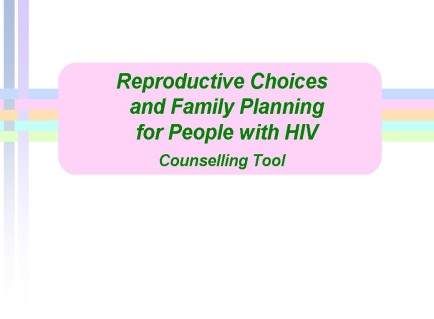 Reproductive Choices
and Family Planning
for People with HIV
Counselling Tool